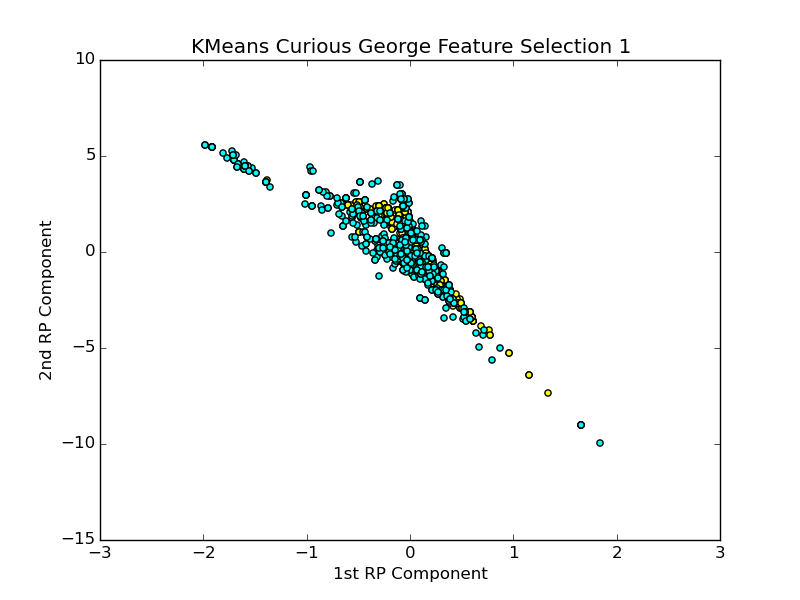 KMeans Curious George Feature Selection 1
10
5
0
−5
−10
−15
2nd RP Component
−3 −2 −1 0 1 2 3
1st RP Component